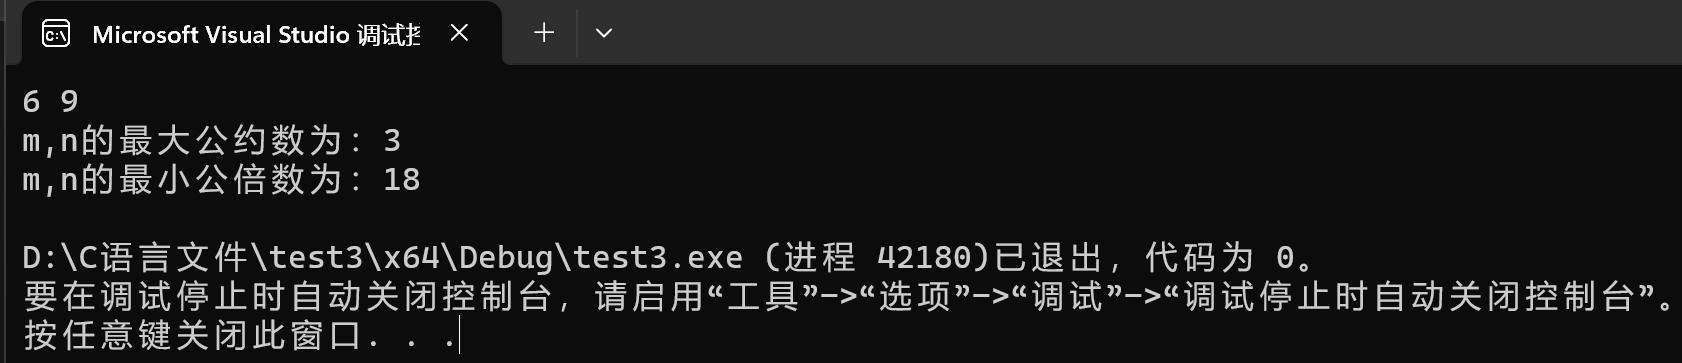 Microsoft Visual Studio 调试
6 9
m,n的最大公约数为: 3
m,n的最小公倍数为: 18
D:\C语言文件\test3\x64\Debug\test3.exe (进程 42180)已退出，代码为 0。
要在调试停止时自动关闭控制台，请启用“工具”->“选项”->“调试”->“调试停止时自动关闭控制台”。
按任意键关闭此窗口. . .